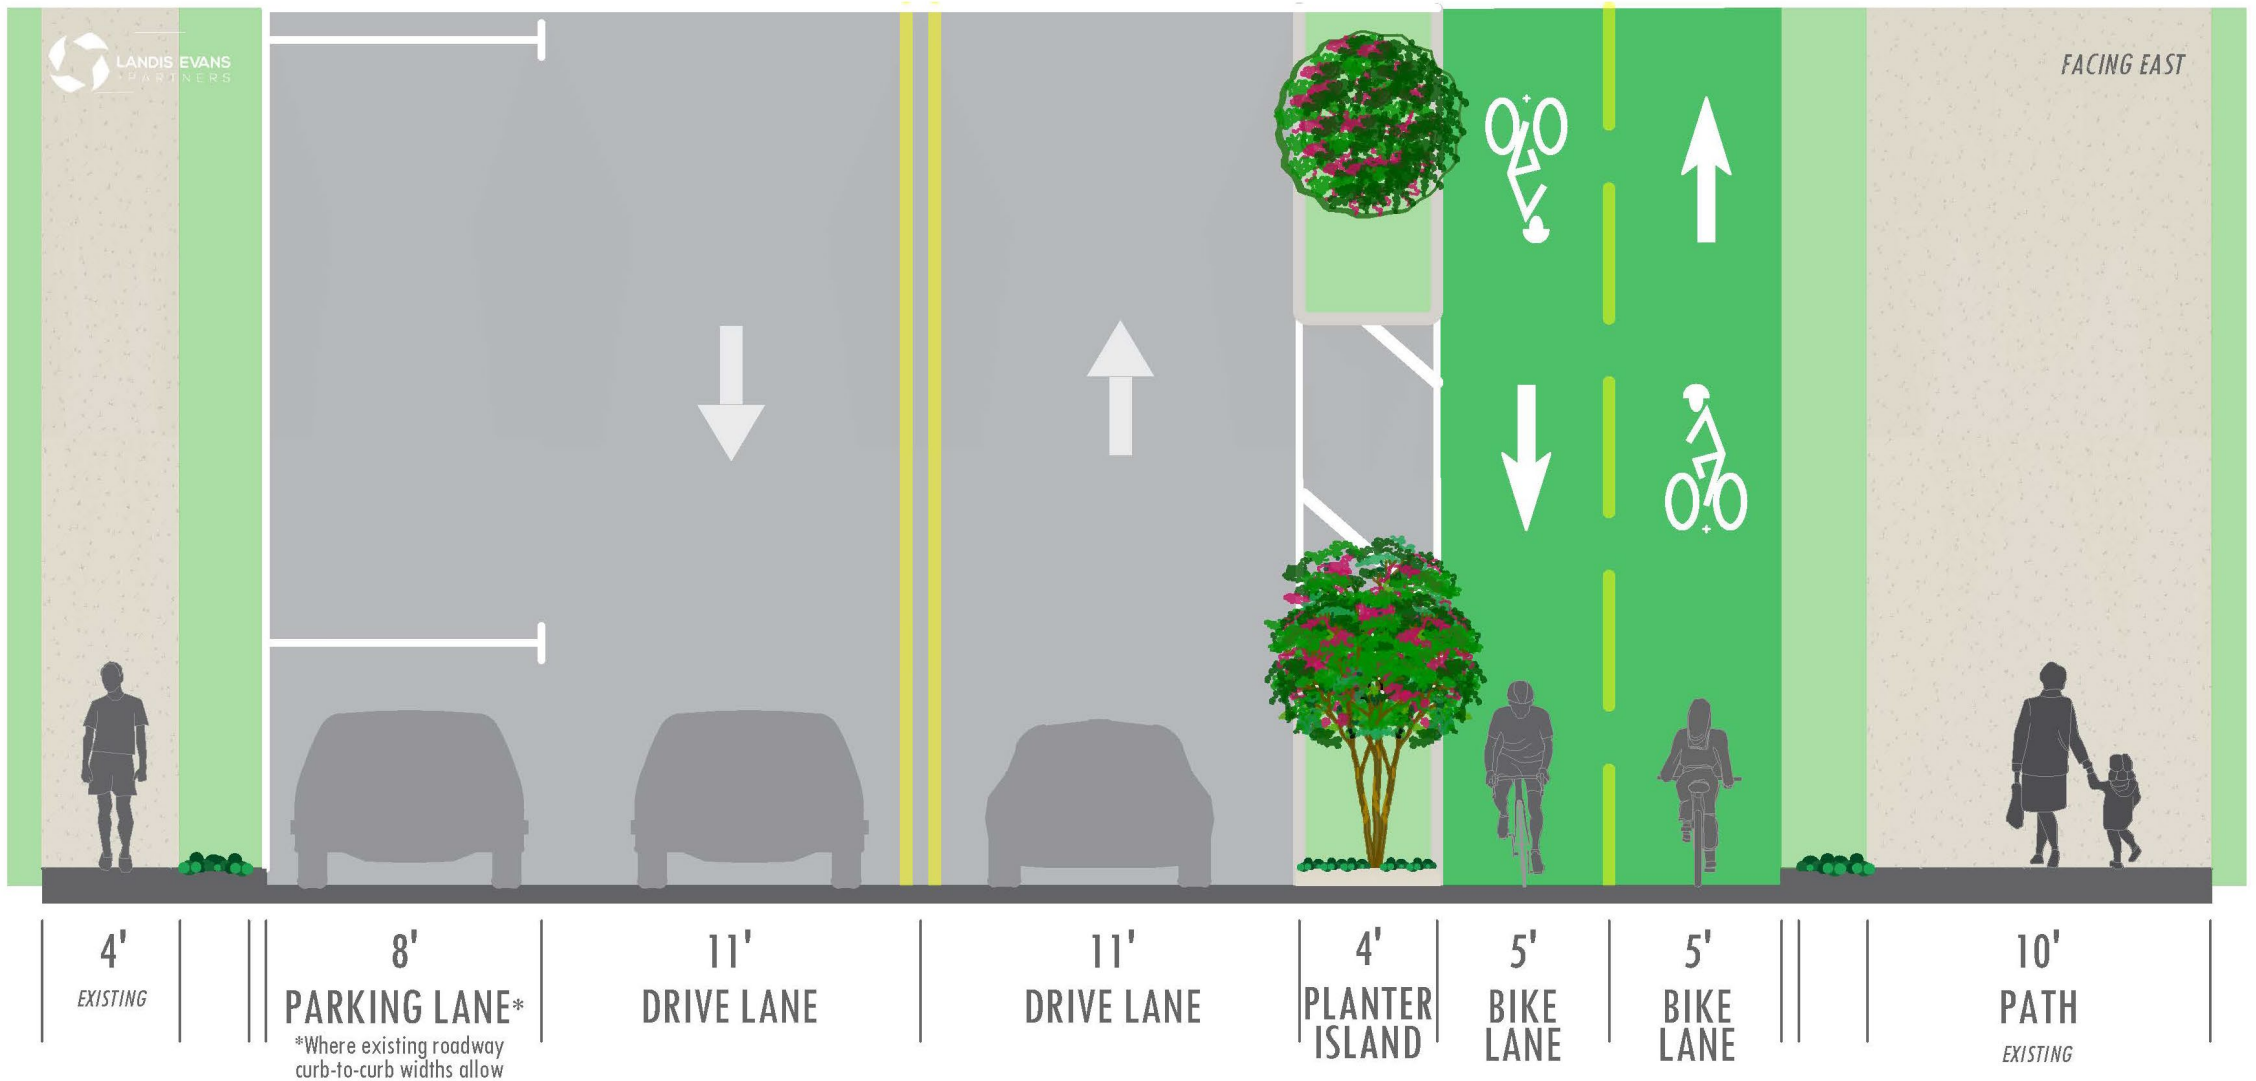 LANDIS EVANS
+ PARTNERS
FACING EAST
4'
EXISTING
8'
PARKING LANE*
*Where existing roadway
curb-to-curb widths allow
11'
DRIVE LANE
11'
DRIVE LANE
4'
PLANTER
ISLAND
5'
BIKE
LANE
5'
BIKE
LANE
10'
PATH
EXISTING